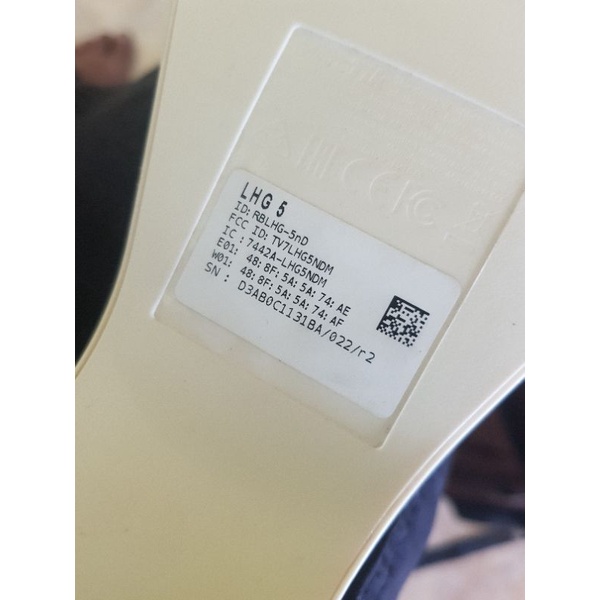 LHG 5
ID: RBLHG-5nD
FCC ID: TV7LHG5NDM
IC : 7442A-LHG5NDM
E01: 48:8F:5A:5A:74:AE
W01: 48:8F:5A:5A:74:AF
SN : D3AB0C1131BA/022/r2